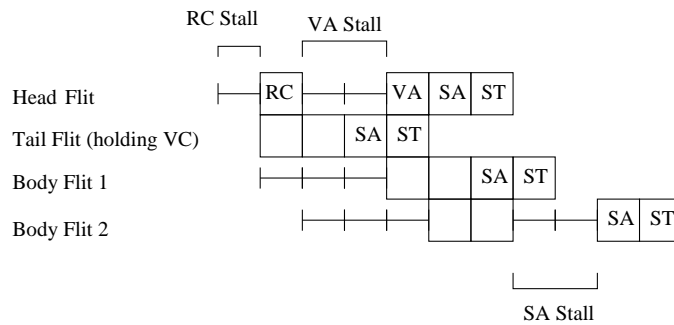 RC Stall
VA Stall
Head Flit
RC
VA
SA
ST
Tail Flit (holding VC)
SA
ST
Body Flit 1
SA
ST
Body Flit 2
SA
ST
SA Stall